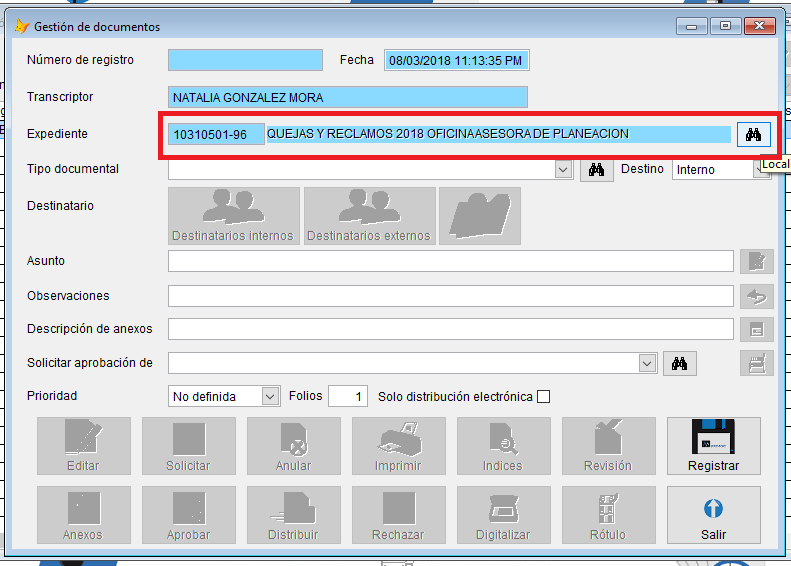 Gestión de documentos
Número de registro Fecha 08/03/2018 11:13:35 PM
Transcriptor NATALIA GONZALEZ MORA
Expediente 10310501-96 QUEJAS Y RECLAMOS 2018 OFICINAASESORA DE PLANEACION
Local
Tipo documental Destino Interno
Destinatario
Destinatarios internos Destinatarios externos
Asunto
Observaciones
Descripción de anexos
Solicitar aprobación de
Prioridad No definida Folios 1 Solo distribución electrónica
Editar Solicitar Anular Imprimir Indices Revisión Registrar
Anexos Aprobar Distribuir Rechazar Digitalizar Rótulo Salir